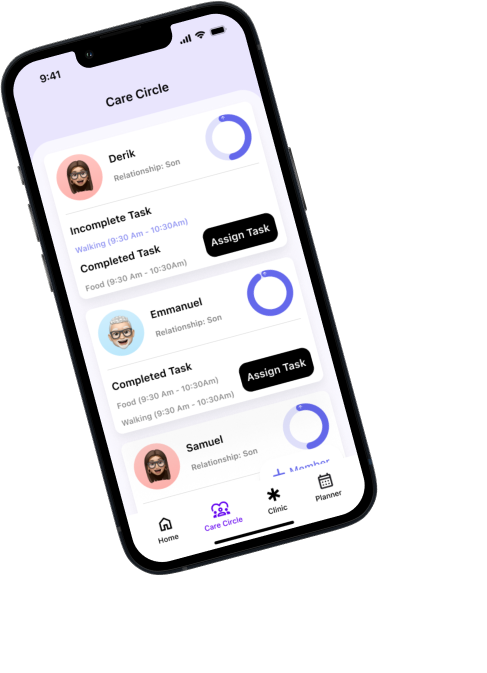 9:41
Care Circle
Derik
Relationship: Son
Incomplete Task
Walking (9:30 Am - 10:30Am)
Completed Task
Food (9:30 Am - 10:30Am)
Assign Task
Emmanuel
Relationship: Son
Completed Task
Food (9:30 Am - 10:30Am)
Walking (9:30 Am - 10:30Am)
Assign Task
Samuel
Relationship: Son
Member
Home
Care Circle
Clinic
Planner